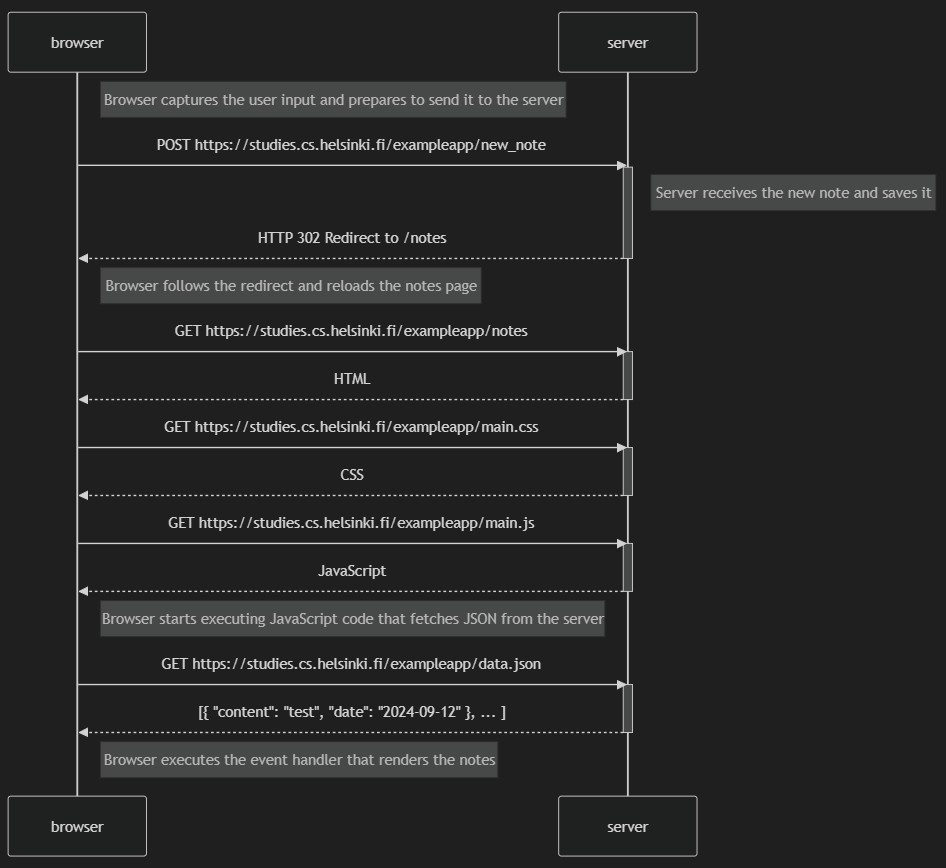 browser
server
Browser captures the user input and prepares to send it to the server
POST https://studies.cs.helsinki.fi/exampleapp/new_note
Server receives the new note and saves it
HTTP 302 Redirect to /notes
Browser follows the redirect and reloads the notes page
GET https://studies.cs.helsinki.fi/exampleapp/notes
HTML
GET https://studies.cs.helsinki.fi/exampleapp/main.css
CSS
GET https://studies.cs.helsinki.fi/exampleapp/main.js
JavaScript
Browser starts executing JavaScript code that fetches JSON from the server
GET https://studies.cs.helsinki.fi/exampleapp/data.json
[{ "content": "test", "date": "2024-09-12" }, ... ]
Browser executes the event handler that renders the notes
browser
server